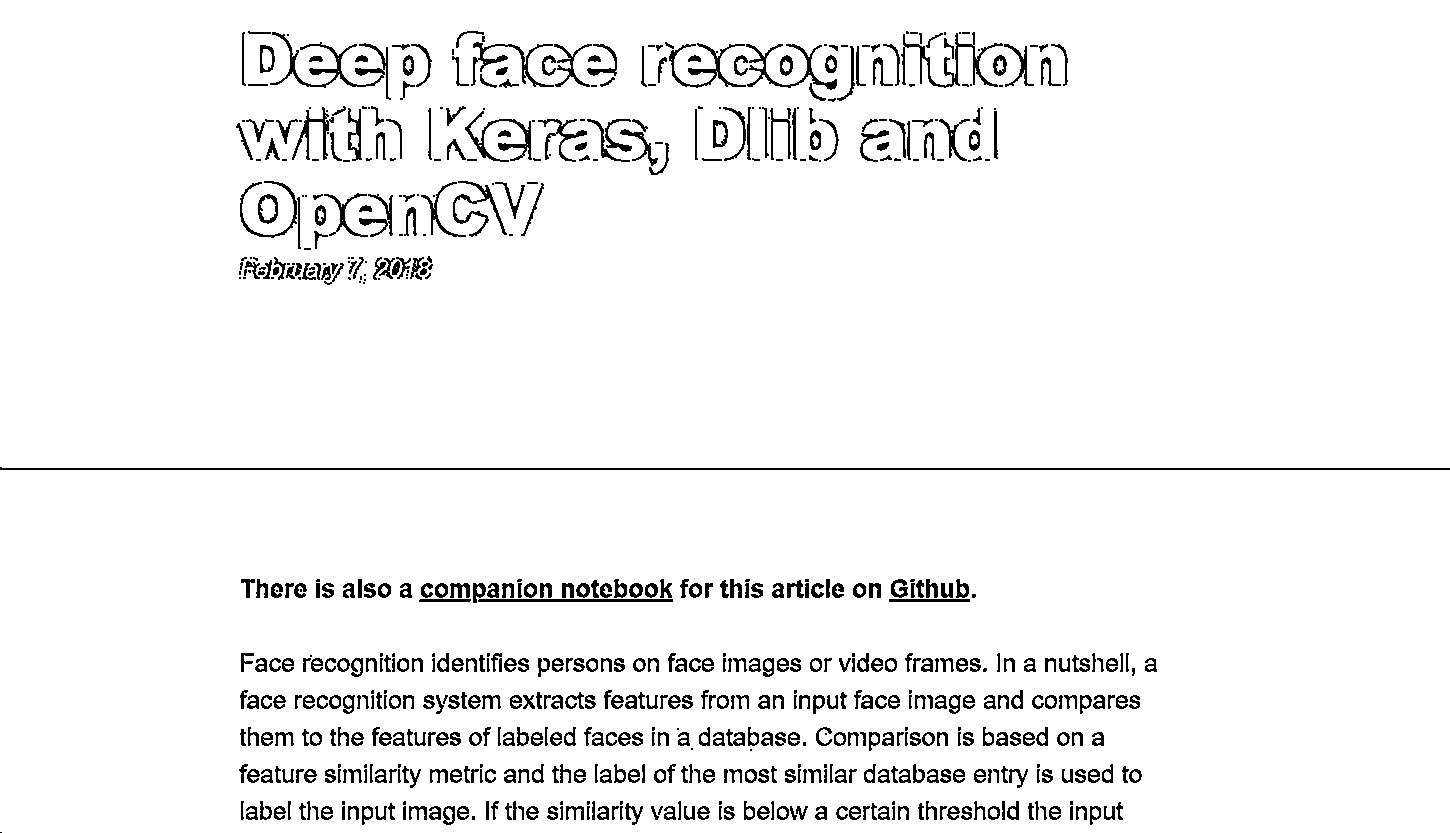 Deep face recognition
with Keras, Dlib and
OpenCV
February 7, 2018
There is also a companion notebook for this article on Github.
Face recognition identifies persons on face images or video frames. In a nutshell, a
face recognition system extracts features from an input face image and compares
them to the features of labeled faces in a database. Comparison is based on a
feature similarity metric and the label of the most similar database entry is used to
label the input image. If the similarity value is below a certain threshold the input